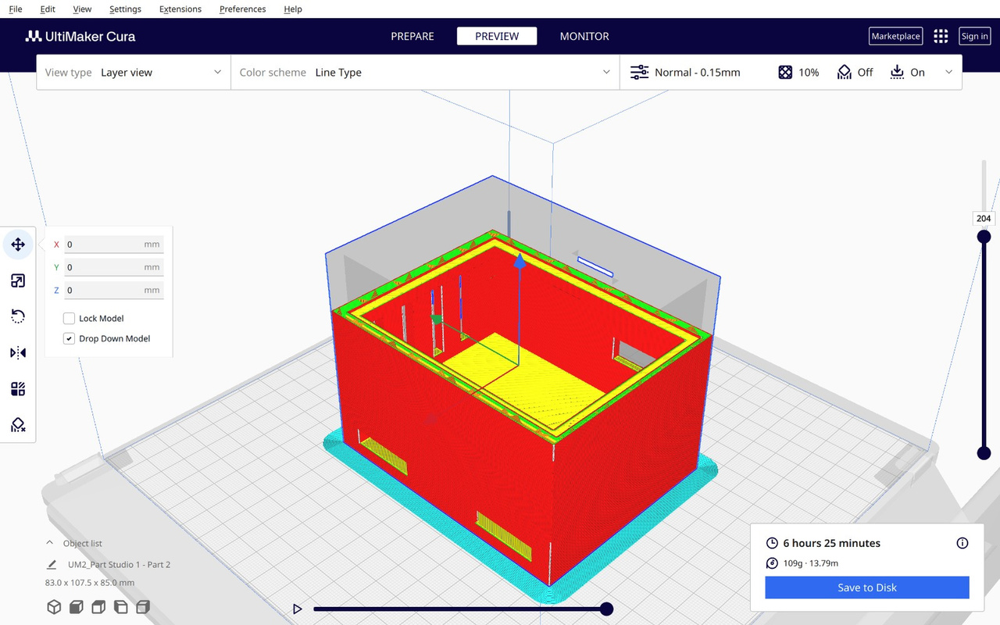 File Edit View Settings Extensions Preferences Help
UltiMaker Cura PREPARE PREVIEW MONITOR Marketplace Sign in
View type Layer view Color scheme Line Type Normal - 0.15mm 10% Off On
204
X 0 mm
Y 0 mm
Z 0 mm
Lock Model
Drop Down Model
Object list
UM2_Part Studio 1 - Part 2
83.0 x 107.5 x 85.0 mm
6 hours 25 minutes
109g · 13.79m
Save to Disk